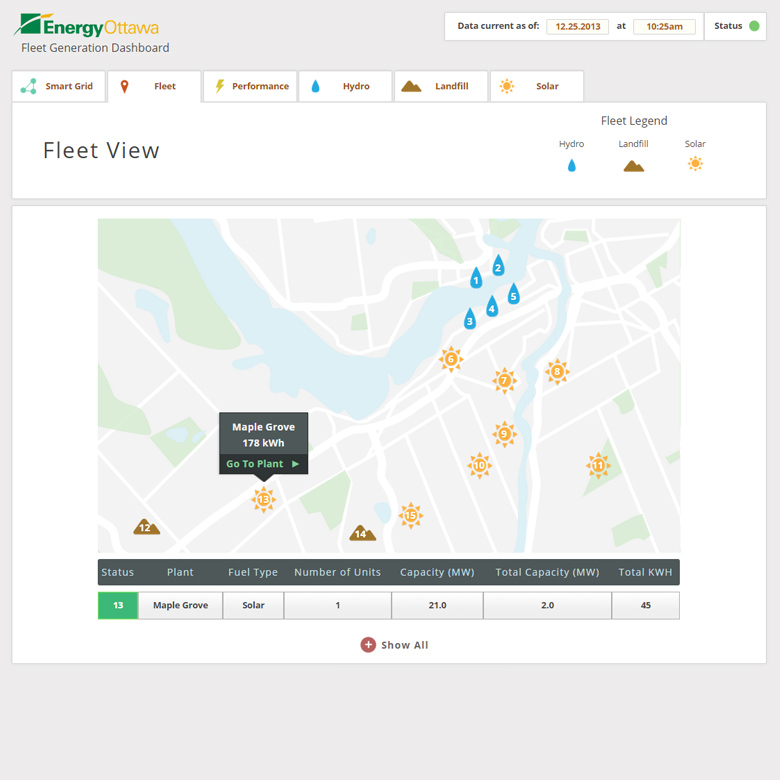 EnergyOttawa
Fleet Generation Dashboard
Data current as of: 12.25.2013 at 10:25am Status
Smart Grid Fleet Performance Hydro Landfill Solar
Fleet View
Fleet Legend
Hydro Landfill Solar
2
1
5
4
3
6
8
7
Maple Grove
178 kWh
Go To Plant
9
10
11
13
15
12
14
Status Plant Fuel Type Number of Units Capacity (MW) Total Capacity (MW) Total KWH
13 Maple Grove Solar 1 21.0 2.0 45
Show All